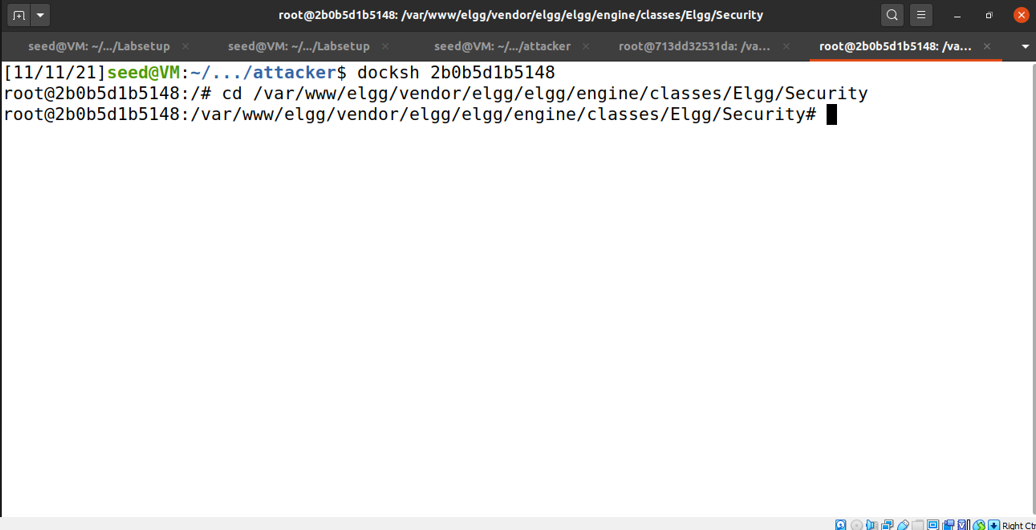 root@2b0b5d1b5148: /var/www/elgg/vendor/elgg/elgg/engine/classes/Elgg/Security
seed@VM: ~/.../Labsetup
seed@VM: ~/.../Labsetup
seed@VM: ~/.../attacker
root@713dd32531da: /va...
root@2b0b5d1b5148: /va...
[11/11/21]seed@VM:~/.../attacker$ docksh 2b0b5d1b5148
root@2b0b5d1b5148:/# cd /var/www/elgg/vendor/elgg/elgg/engine/classes/Elgg/Security
root@2b0b5d1b5148:/var/www/elgg/vendor/elgg/elgg/engine/classes/Elgg/Security#
Right Ct